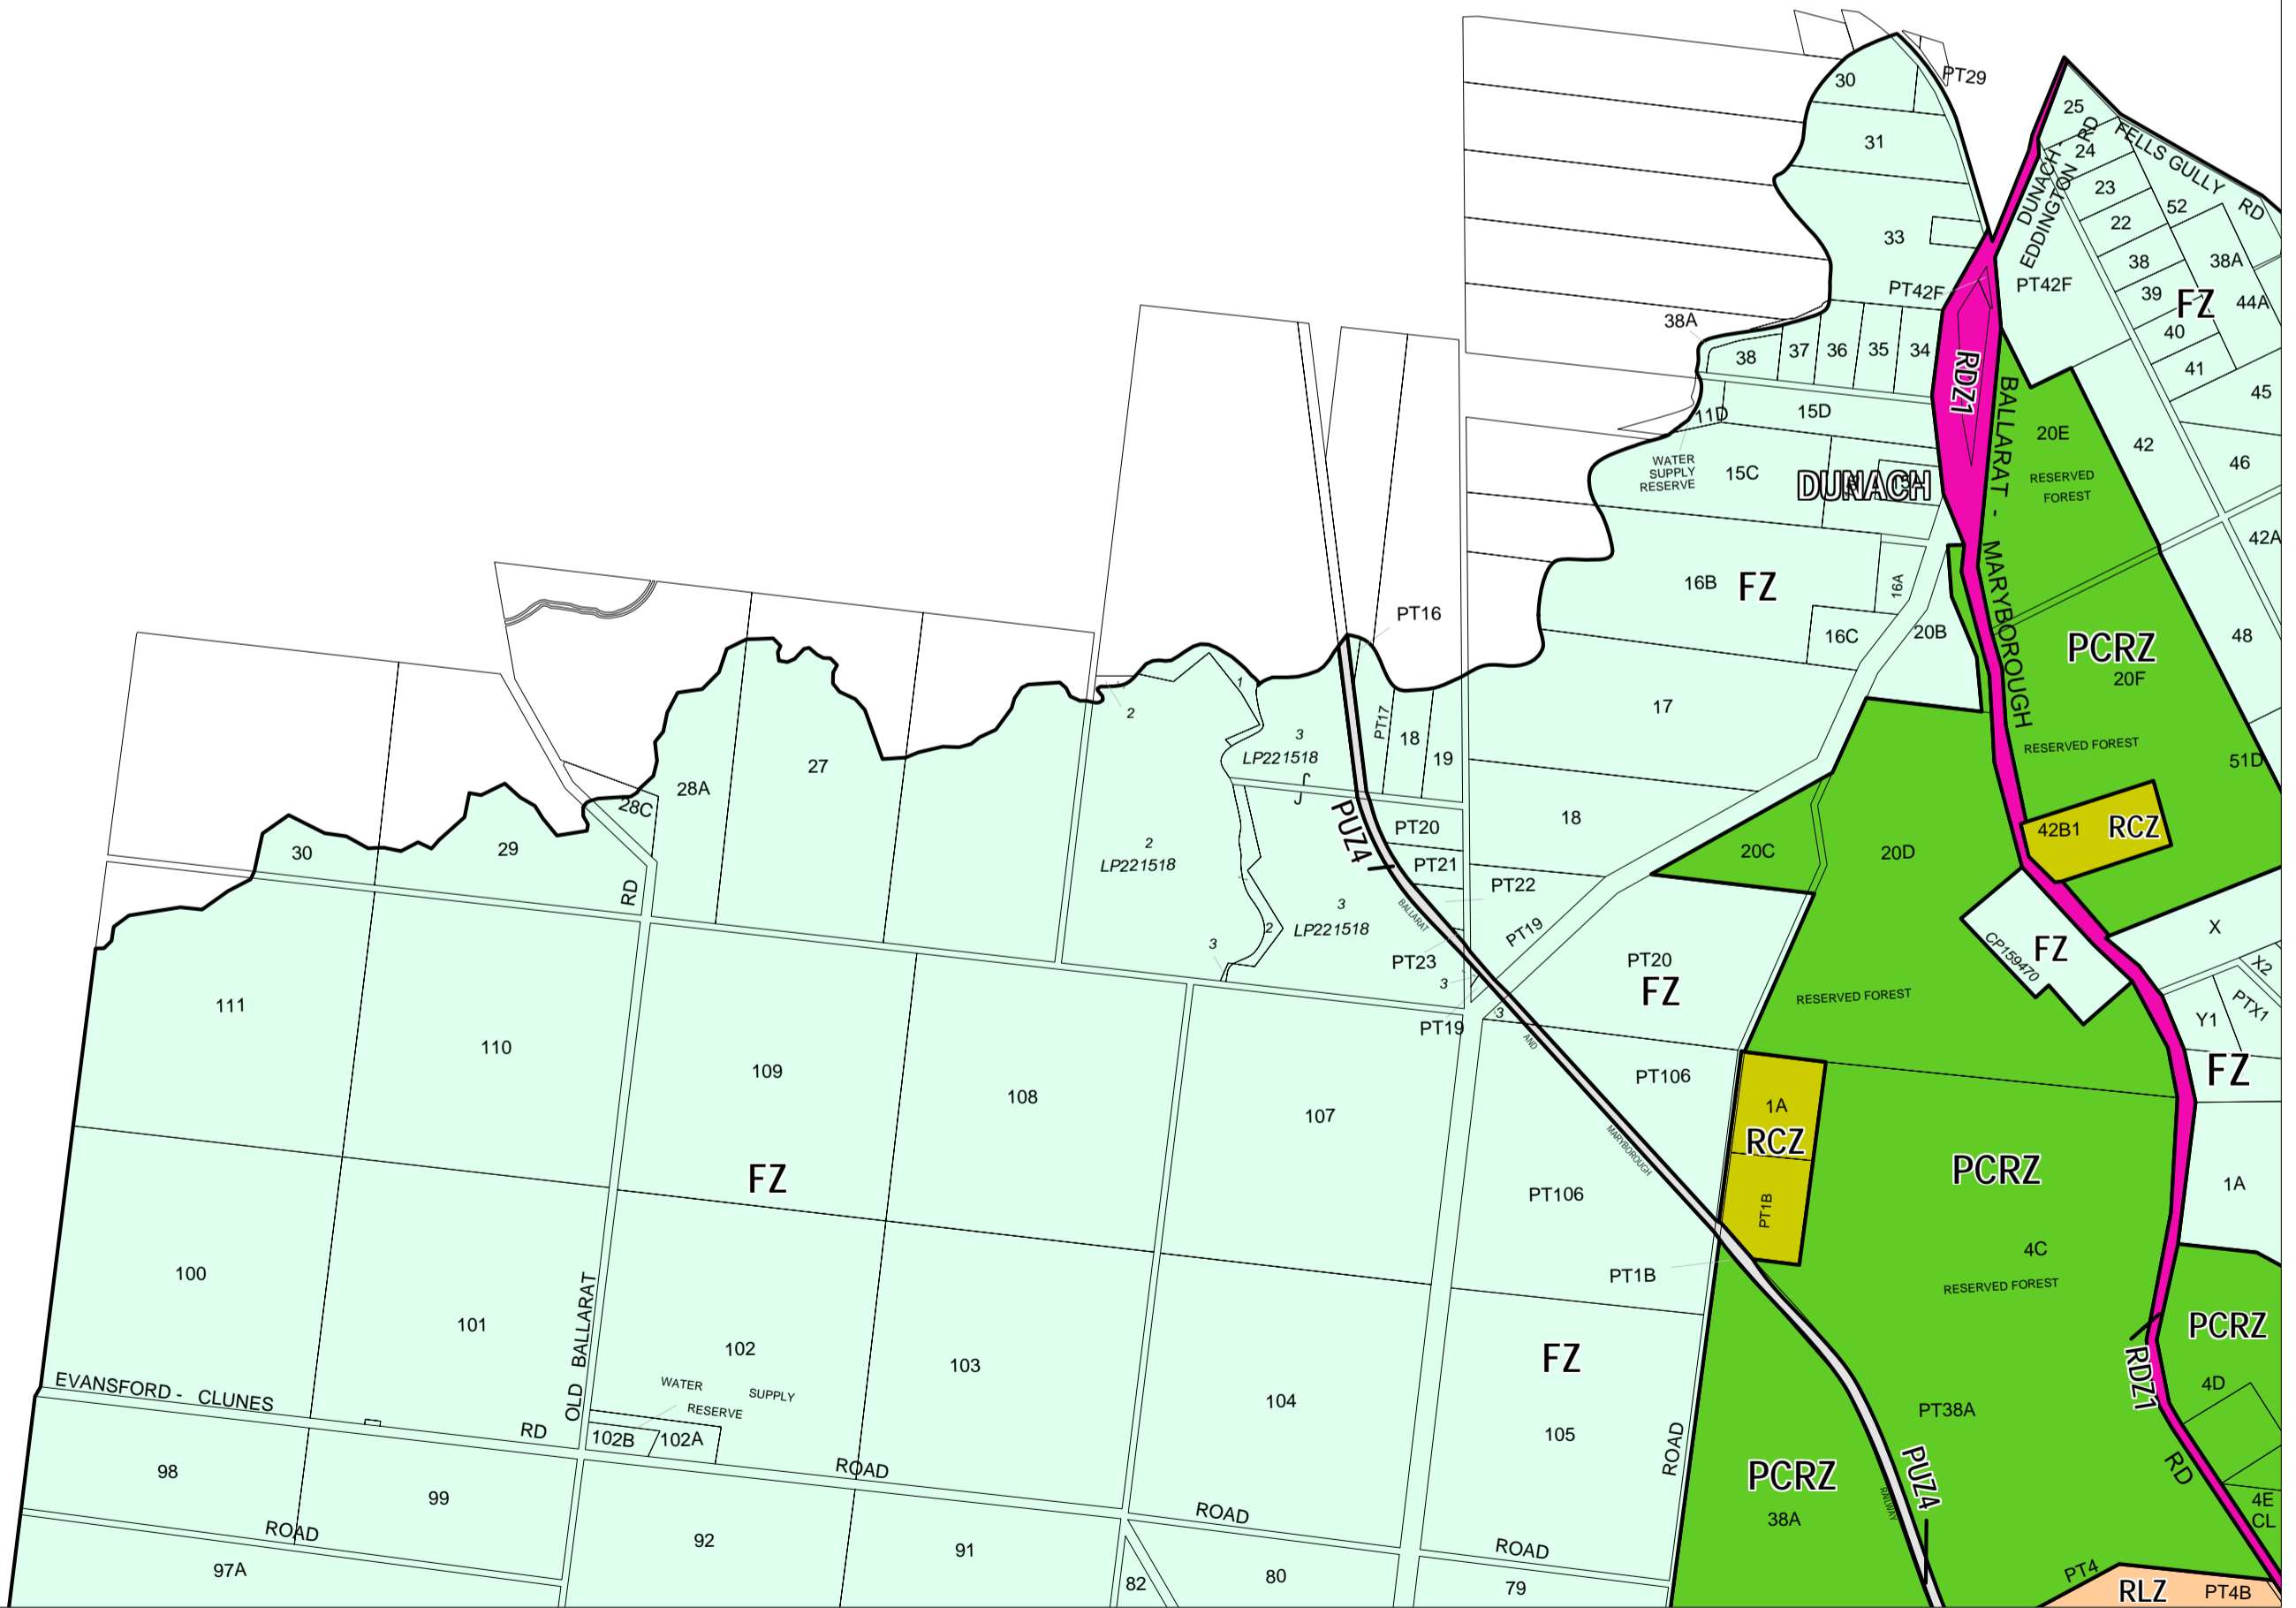 30
PT29
25
31
DUNACH - RD
EDDINGTON
24
FELLS GULLY
RD
23
52
22
33
38
38A
PT42F
PT42F
39
FZ
44A
38A
40
38
37
36
35
34
41
RDZ1
45
11D
15D
BALLARAT - MARYBOROUGH
20E
42
WATER
SUPPLY
RESERVE
15C
DUNACH
46
RESERVED
FOREST
42A
16B
FZ
16A
PT16
16C
20B
48
PCRZ
20F
1
2
17
PT17
18
3
LP221518
19
RESERVED FOREST
51D
27
28A
28C
PUZ4
PT20
18
42B1
RCZ
30
29
2
LP221518
PT21
20C
20D
RD
PT22
3
LP221518
2
BALLARAT
PT19
X
3
CP159470
FZ
PT23
PT20
X2
3
FZ
RESERVED FOREST
PTX1
111
3
Y1
PT19
110
AND
FZ
109
PT106
108
107
1A
RCZ
MARYBOROUGH
FZ
PCRZ
1A
PT106
PT1B
4C
100
PT1B
RESERVED FOREST
101
OLD BALLARAT
PCRZ
102
FZ
103
RDZ1
EVANSFORD - CLUNES
WATER SUPPLY
RESERVE
4D
104
PT38A
RD
102B
102A
105
ROAD
ROAD
98
PCRZ
PUZ4
RD
99
RAILWAY
4E
CL
ROAD
38A
ROAD
92
91
ROAD
97A
80
82
79
PT4
RLZ
PT4B